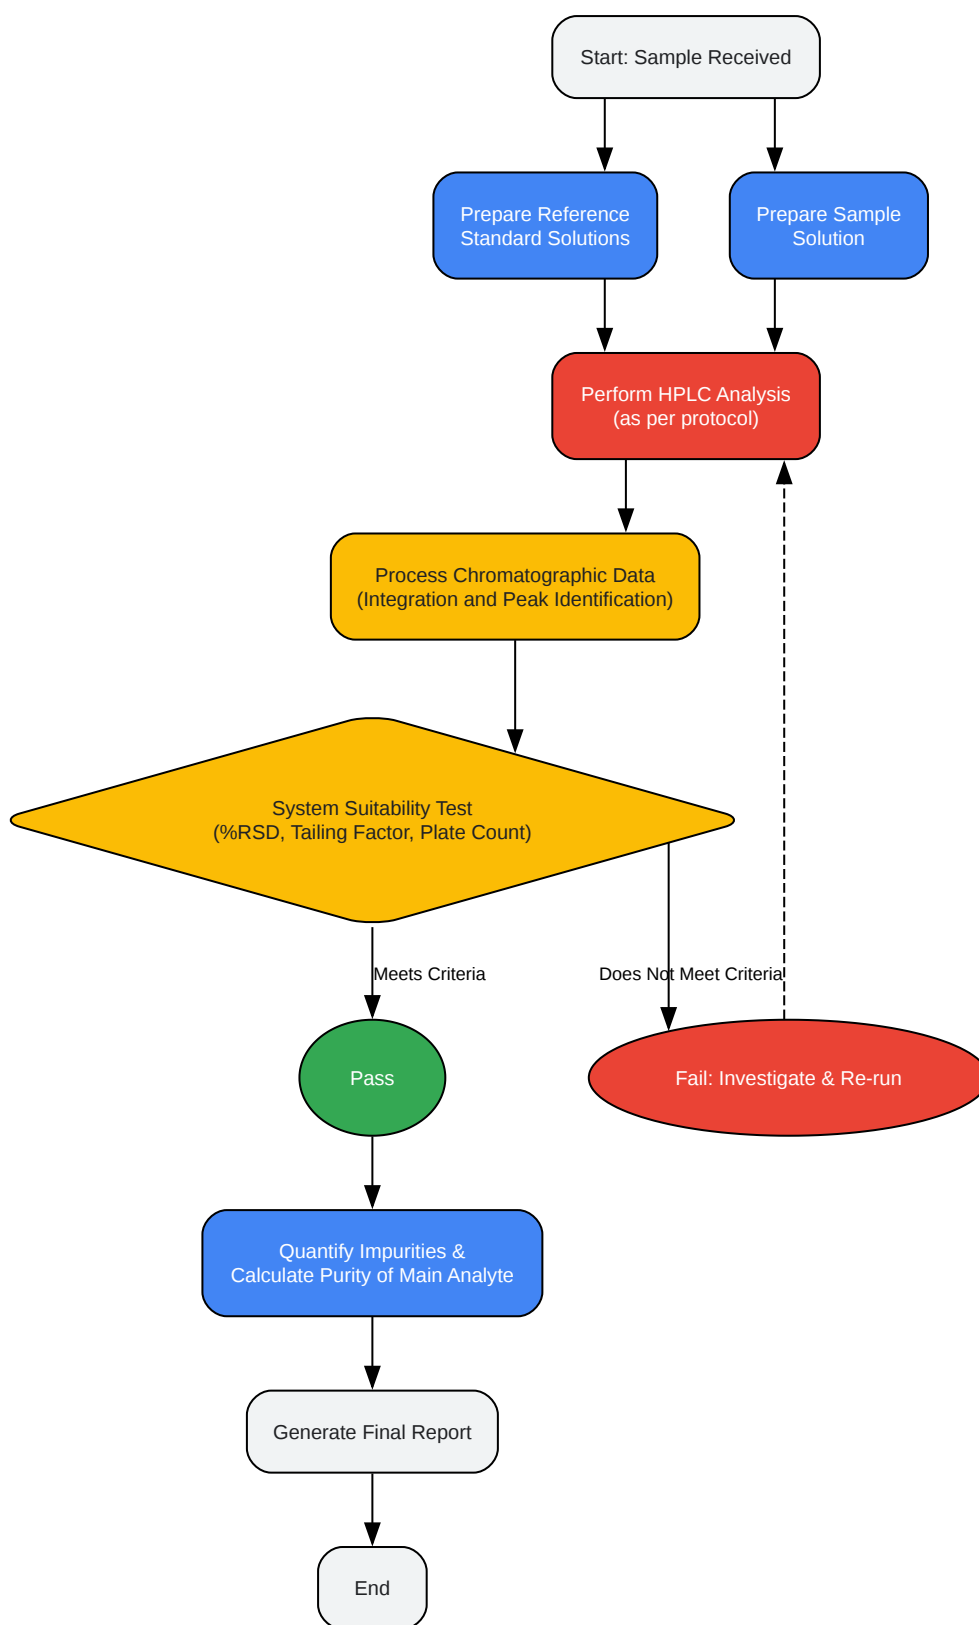 Start: Sample Received
Prepare Reference
Standard Solutions
Prepare Sample
Solution
Perform HPLC Analysis
(as per protocol)
Process Chromatographic Data
(Integration and Peak Identification)
System Suitability Test
(%RSD, Tailing Factor, Plate Count)
Meets Criteria
Does Not Meet Criteria
Pass
Fail: Investigate & Re-run
Quantify Impurities &
Calculate Purity of Main Analyte
Generate Final Report
End